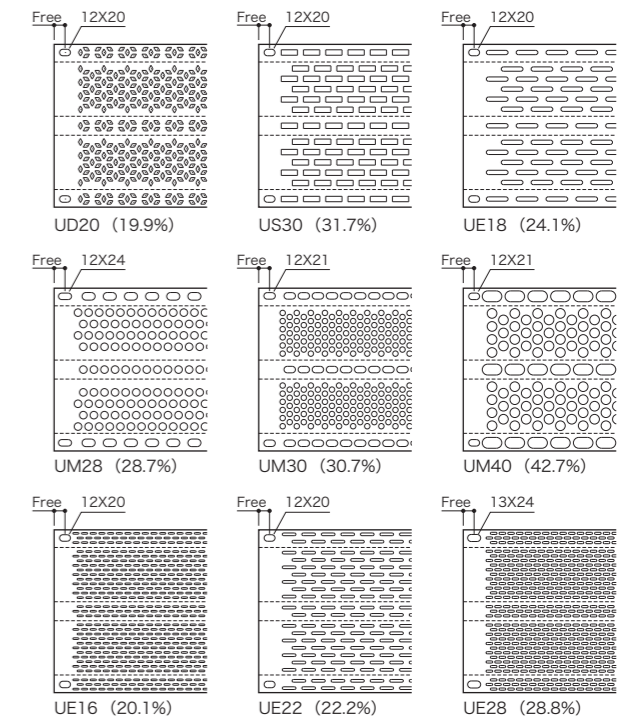 Free 12X20 Free 12X20 Free 12X20
UD20 (19.9%) US30 (31.7%) UE18 (24.1%)
Free 12X24 Free 12X21 Free 12X21
UM28 (28.7%) UM30 (30.7%) UM40 (42.7%)
Free 12X20 Free 12X20 Free 13X24
UE16 (20.1%) UE22 (22.2%) UE28 (28.8%)